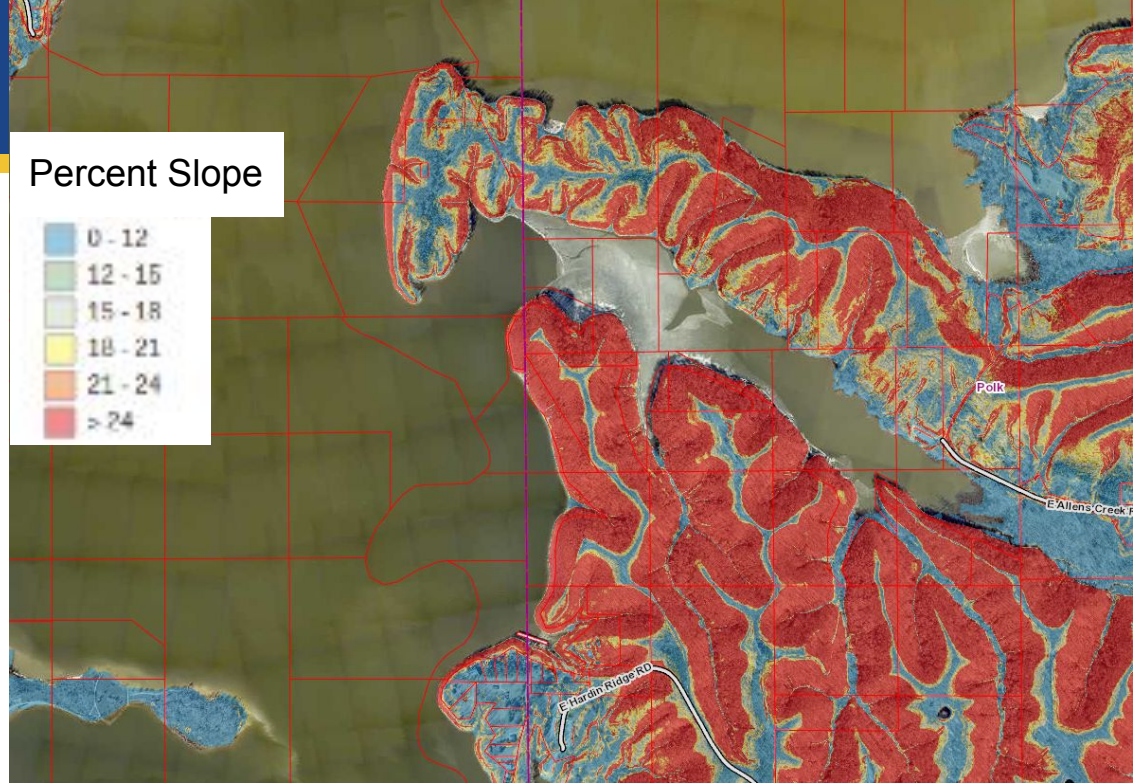 Percent Slope
0 - 12
12 - 15
15 - 18
18 - 21
21 - 24
> 24
Polk
E Allens Creek R
E Hardin Ridge RD